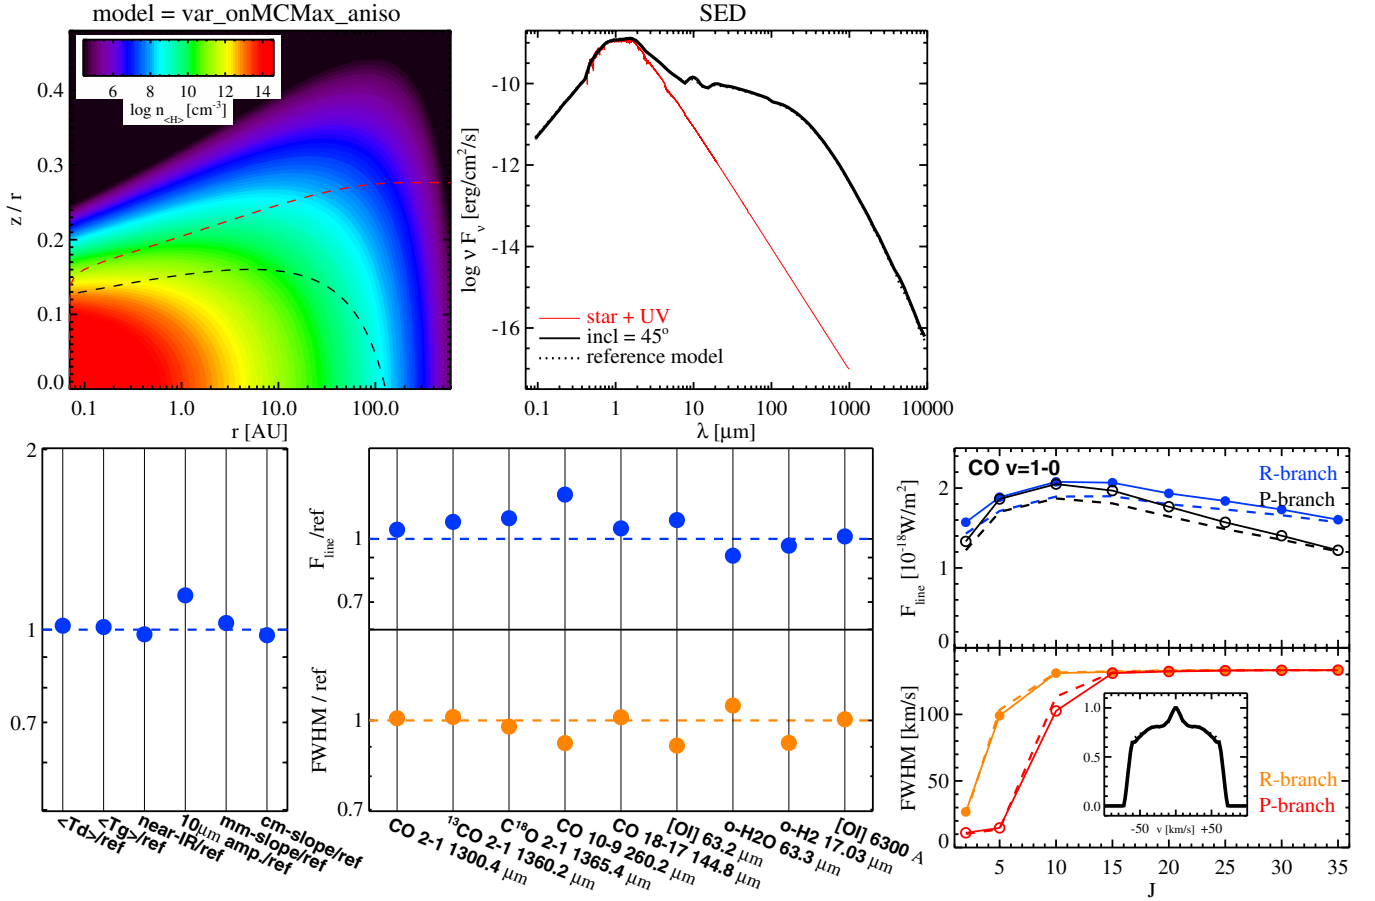 model = var_onMCMax_aniso
6 8 10 12 14
log n<H> [cm-3]
0.4
0.3
0.2
0.1
0.0
z / r
0.1 1.0 10.0 100.0
r [AU]
SED
-10
-12
-14
-16
log ν Fν [erg/cm2/s]
star + UV
incl = 45°
reference model
0.1 1 10 100 1000 10000
λ [μm]
2
1
0.7
<Td>/ref
<Tg>/ref
near-IR/ref
10μm amp./ref
mm-slope/ref
cm-slope/ref
Fline/ref
1
0.7
FWHM / ref
1
0.7
CO 2-1 1300.4 μm
13CO 2-1 1360.2 μm
C18O 2-1 1365.4 μm
CO 10-9 260.2 μm
CO 18-17 144.8 μm
[OI] 63.2 μm
o-H2O 63.3 μm
o-H2 17.03 μm
[OI] 6300 A
CO v=1-0
R-branch
P-branch
2
1
0
Fline [10-18W/m2]
100
50
0
FWHM [km/s]
1.0
0.5
0.0
-50 v [km/s] +50
R-branch
P-branch
5 10 15 20 25 30 35
J